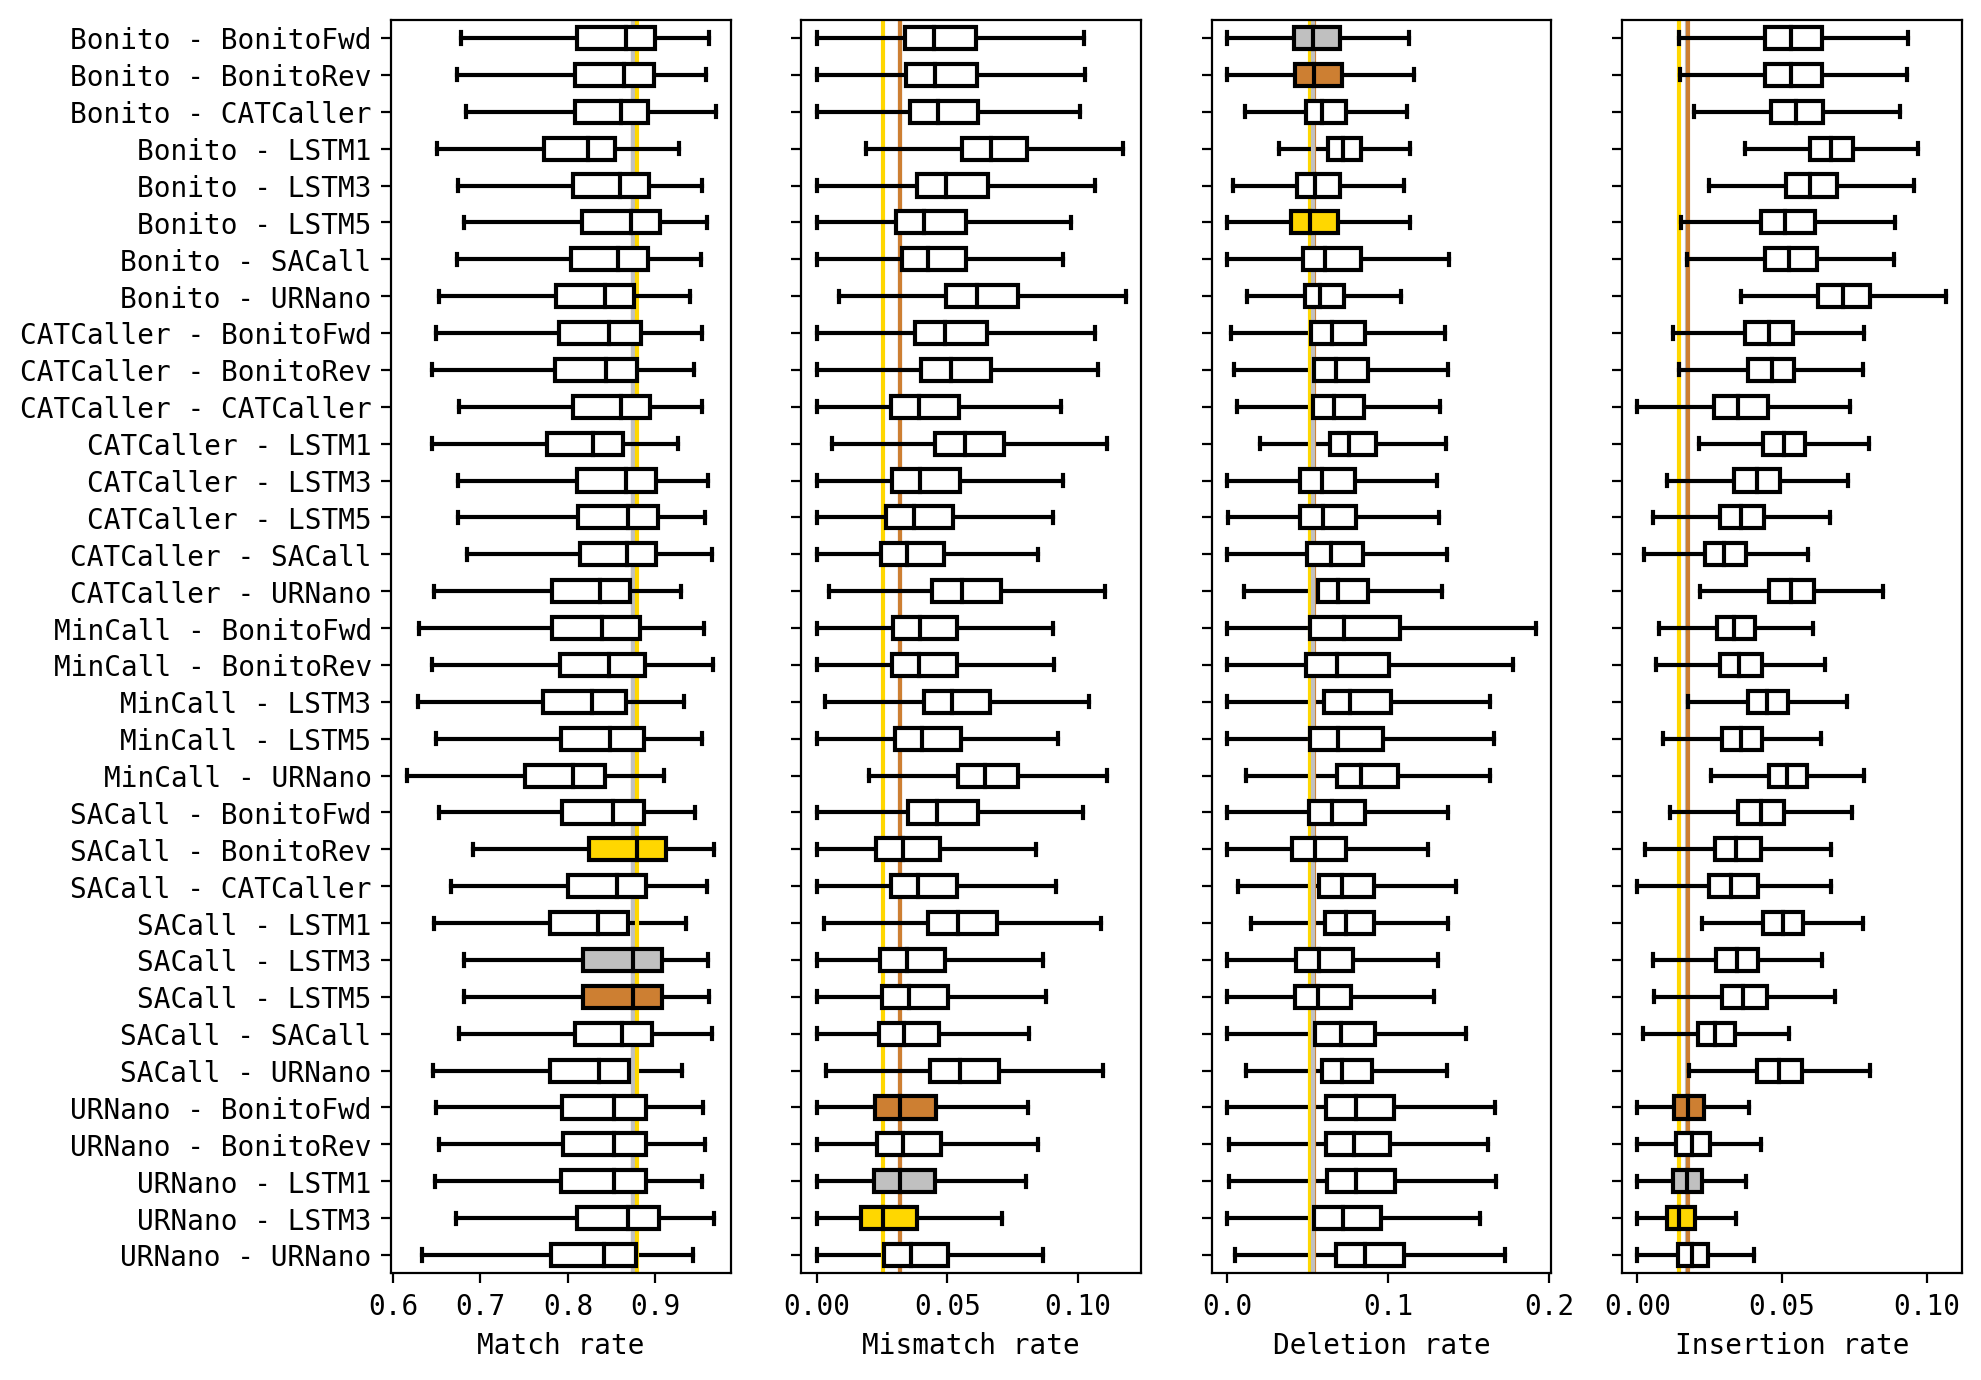 Bonito - BonitoFwd
Bonito - BonitoRev
Bonito - CATCaller
Bonito - LSTM1
Bonito - LSTM3
Bonito - LSTM5
Bonito - SACall
Bonito - URNano
CATCaller - BonitoFwd
CATCaller - BonitoRev
CATCaller - CATCaller
CATCaller - LSTM1
CATCaller - LSTM3
CATCaller - LSTM5
CATCaller - SACall
CATCaller - URNano
MinCall - BonitoFwd
MinCall - BonitoRev
MinCall - LSTM3
MinCall - LSTM5
MinCall - URNano
SACall - BonitoFwd
SACall - BonitoRev
SACall - CATCaller
SACall - LSTM1
SACall - LSTM3
SACall - LSTM5
SACall - SACall
SACall - URNano
URNano - BonitoFwd
URNano - BonitoRev
URNano - LSTM1
URNano - LSTM3
URNano - URNano
0.6 0.7 0.8 0.9 0.00 0.05 0.10 0.0 0.1 0.2 0.00 0.05 0.10
Match rate Mismatch rate Deletion rate Insertion rate